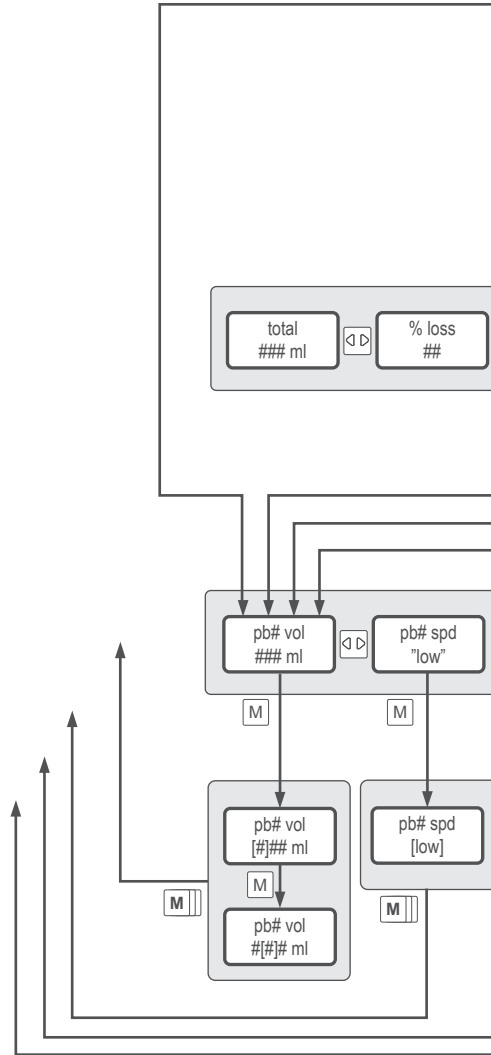 total
### ml
% loss
##
pb# vol
### ml
pb# spd
”low”
M
M
pb# vol
[#]## ml
pb# spd
[low]
M
M
M
pb# vol
#[#]# ml